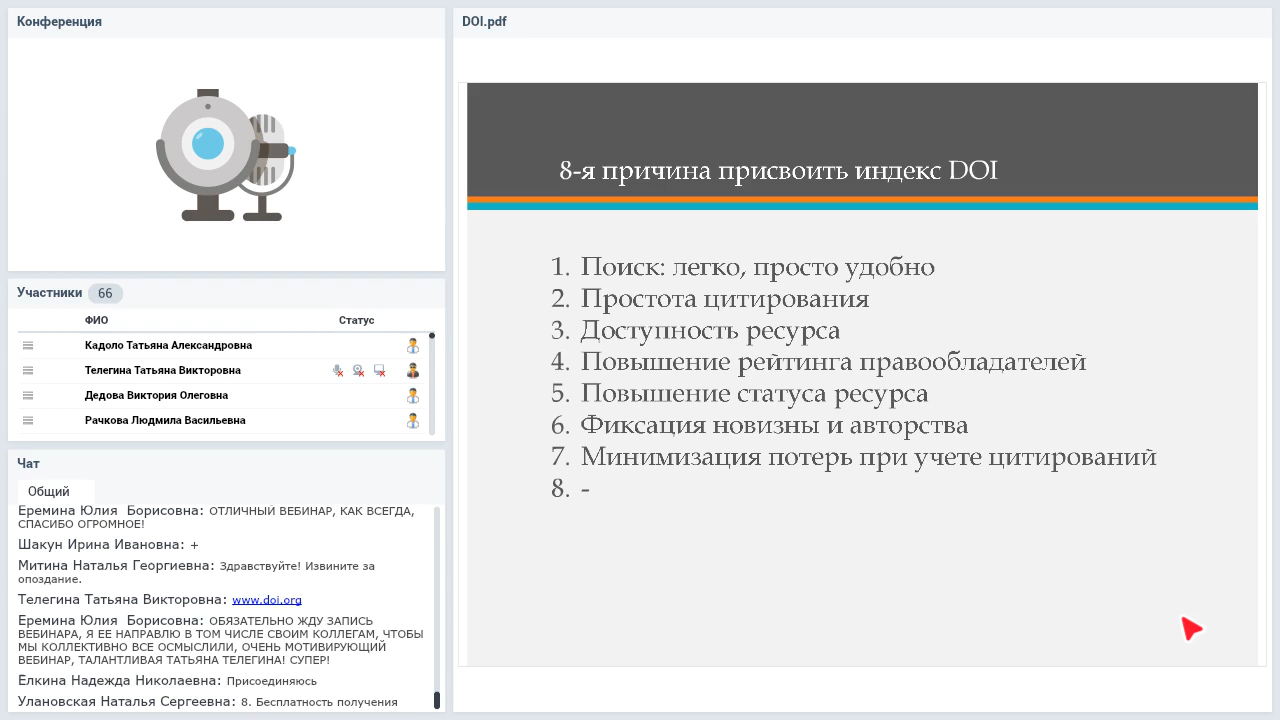 Конференция
Участники 66
ФИО Статус
Кадоло Татьяна Александровна
Телегина Татьяна Викторовна
Дедова Виктория Олеговна
Рачкова Людмила Васильевна
Чат
Общий
Еремина Юлия Борисовна: ОТЛИЧНЫЙ ВЕБИНАР, КАК ВСЕГДА,
СПАСИБО ОГРОМНОЕ!
Шакун Ирина Ивановна: +
Митина Наталья Георгиевна: Здравствуйте! Извините за
опоздание.
Телегина Татьяна Викторовна: www.doi.org
Еремина Юлия Борисовна: ОБЯЗАТЕЛЬНО ЖДУ ЗАПИСЬ
ВЕБИНАРА, Я ЕЕ НАПРАВЛЮ В ТОМ ЧИСЛЕ СВОИМ КОЛЛЕГАМ, ЧТОБЫ
МЫ КОЛЛЕКТИВНО ВСЕ ОСМЫСЛИЛИ, ОЧЕНЬ МОТИВИРУЮЩИЙ
ВЕБИНАР, ТАЛАНТЛИВАЯ ТАТЬЯНА ТЕЛЕГИНА! СУПЕР!
Елкина Надежда Николаевна: Присоединяюсь
Улановская Наталья Сергеевна: 8. Бесплатность получения
DOI.pdf
8-я причина присвоить индекс DOI
1. Поиск: легко, просто удобно
2. Простота цитирования
3. Доступность ресурса
4. Повышение рейтинга правообладателей
5. Повышение статуса ресурса
6. Фиксация новизны и авторства
7. Минимизация потерь при учете цитирований
8. -